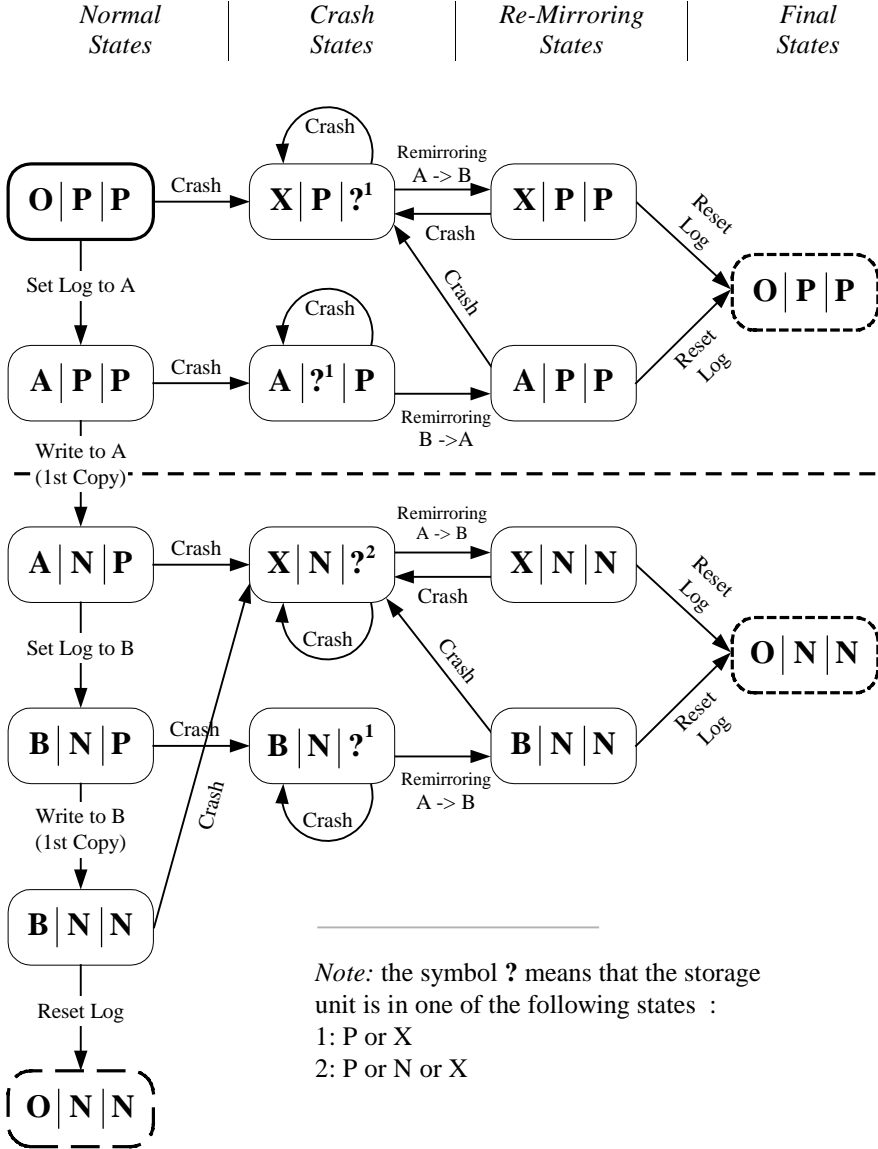 Normal States
Crash States
Re-Mirroring States
Final States
Crash
O | P | P
Crash
X | P | ?1
Remirroring
A -> B
Crash
X | P | P
Reset Log
O | P | P
Set Log to A
Crash
Crash
Reset Log
A | P | P
Crash
A | ?1 | P
Remirroring
B ->A
A | P | P
Write to A
(1st Copy)
A | N | P
Crash
X | N | ?2
Remirroring
A -> B
Crash
X | N | N
Reset Log
O | N | N
Set Log to B
Crash
Crash
Reset Log
B | N | P
Crash
B | N | ?1
Remirroring
A -> B
B | N | N
Write to B
(1st Copy)
Crash
Crash
B | N | N
Reset Log
O | N | N
Note: the symbol ? means that the storage
unit is in one of the following states :
1: P or X
2: P or N or X